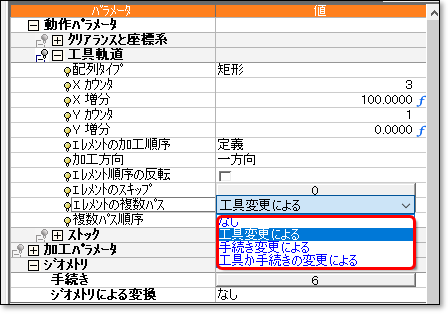 パラメータ 値
動作パラメータ
クリアランスと座標系
工具軌道
配列タイプ 矩形
X カウンタ 3
X 増分 100.0000 f
Y カウンタ 1
Y 増分 0.0000 f
エレメントの加工順序 定義
加工方向 一方向
エレメント順序の反転
エレメントのスキップ 0
エレメントの複数パス 工具変更による
複数パス順序 なし
工具変更による
ストック 手続き変更による
加工パラメータ 工具か手続きの変更による
ジオメトリ
手続き 6
ジオメトリによる変換 なし